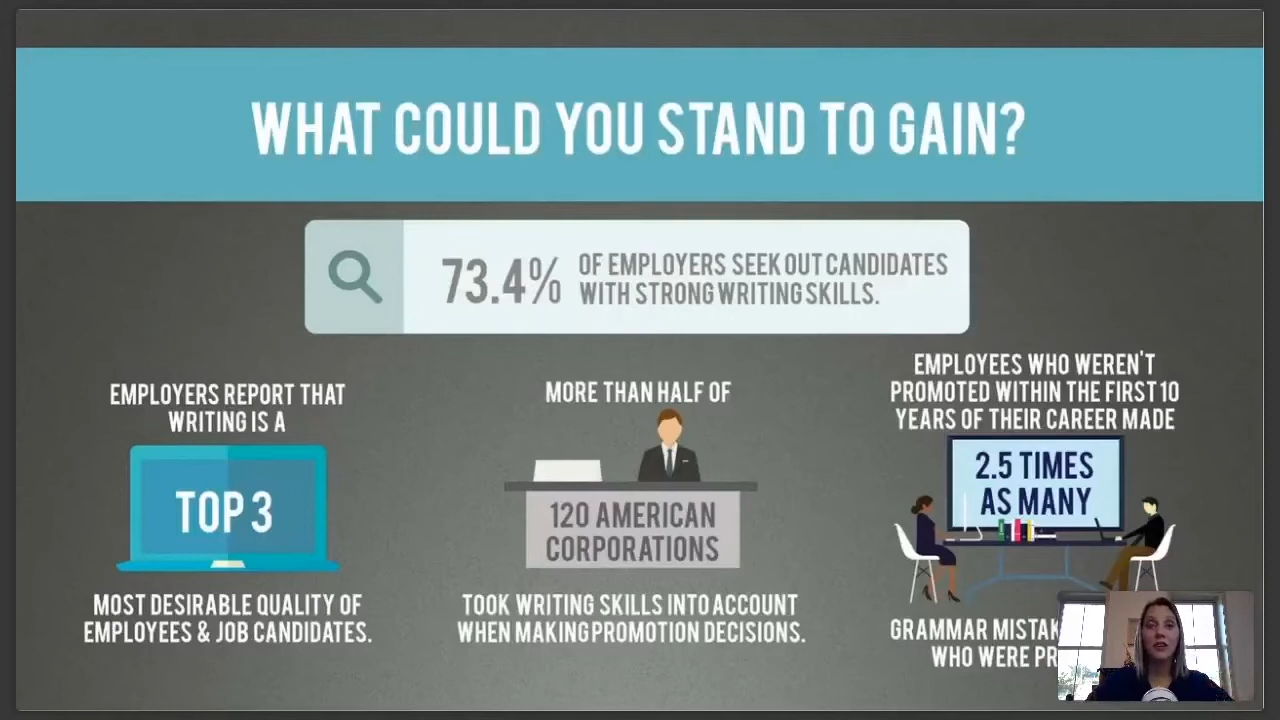 WHAT COULD YOU STAND TO GAIN?
73.4%
OF EMPLOYERS SEEK OUT CANDIDATES
WITH STRONG WRITING SKILLS.
EMPLOYERS REPORT THAT
WRITING IS A
TOP 3
MOST DESIRABLE QUALITY OF
EMPLOYEES & JOB CANDIDATES.
MORE THAN HALF OF
120 AMERICAN
CORPORATIONS
TOOK WRITING SKILLS INTO ACCOUNT
WHEN MAKING PROMOTION DECISIONS.
EMPLOYEES WHO WEREN'T
PROMOTED WITHIN THE FIRST 10
YEARS OF THEIR CAREER MADE
2.5 TIMES
AS MANY
GRAMMAR
WHO WERE